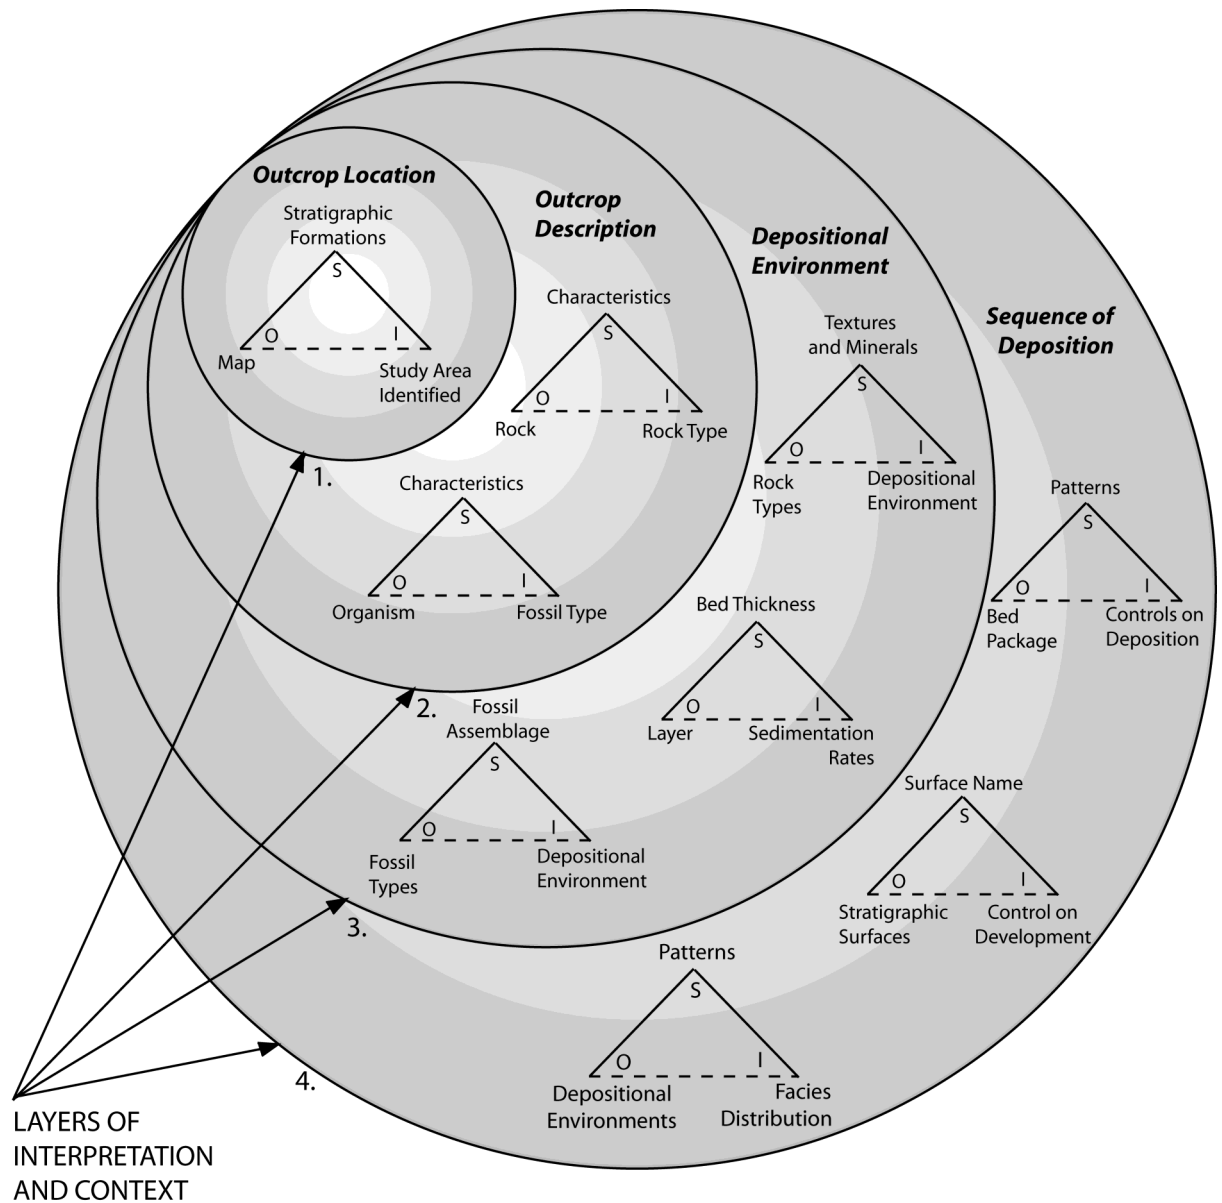 Outcrop Location
Stratigraphic
Formations
S
O
I
Map
Study Area
Identified
1.
Outcrop
Description
Characteristics
S
O
I
Rock
Rock Type
Characteristics
S
O
I
Organism
Fossil Type
2.
Depositional
Environment
Textures
and Minerals
S
O
I
Rock
Types
Depositional
Environment
Bed Thickness
S
O
I
Layer
Sedimentation
Rates
Fossil
Assemblage
S
O
I
Fossil
Types
Depositional
Environment
3.
Sequence of
Deposition
Patterns
S
O
I
Bed
Package
Controls on
Deposition
Surface Name
S
O
I
Stratigraphic
Surfaces
Control on
Development
Patterns
S
O
I
Depositional
Environments
Facies
Distribution
4.
LAYERS OF
INTERPRETATION
AND CONTEXT